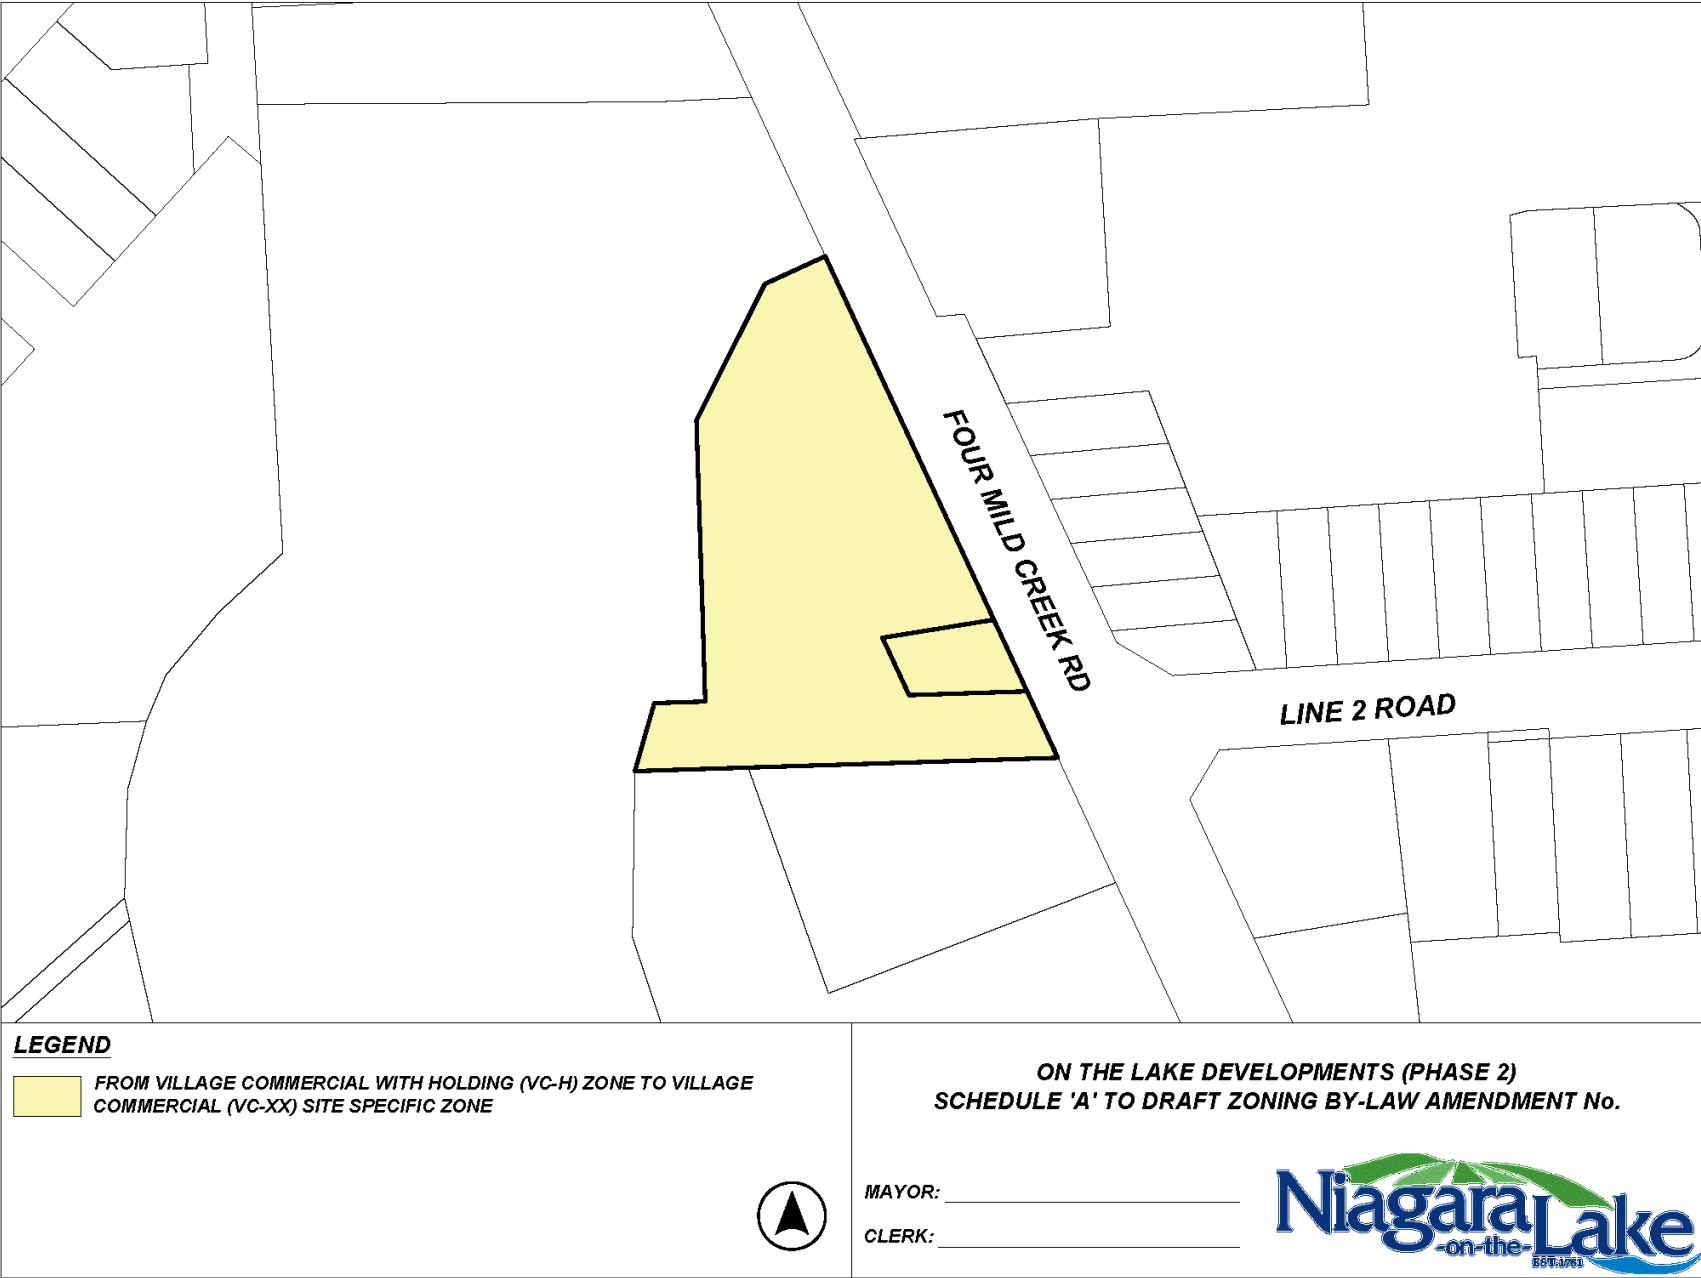 FOUR MILD CREEK RD
LINE 2 ROAD
LEGEND
FROM VILLAGE COMMERCIAL WITH HOLDING (VC-H) ZONE TO VILLAGE
COMMERCIAL (VC-XX) SITE SPECIFIC ZONE
ON THE LAKE DEVELOPMENTS (PHASE 2)
SCHEDULE 'A' TO DRAFT ZONING BY-LAW AMENDMENT No.
MAYOR:
CLERK:
Niagara
-on-the-Lake
EST.1781